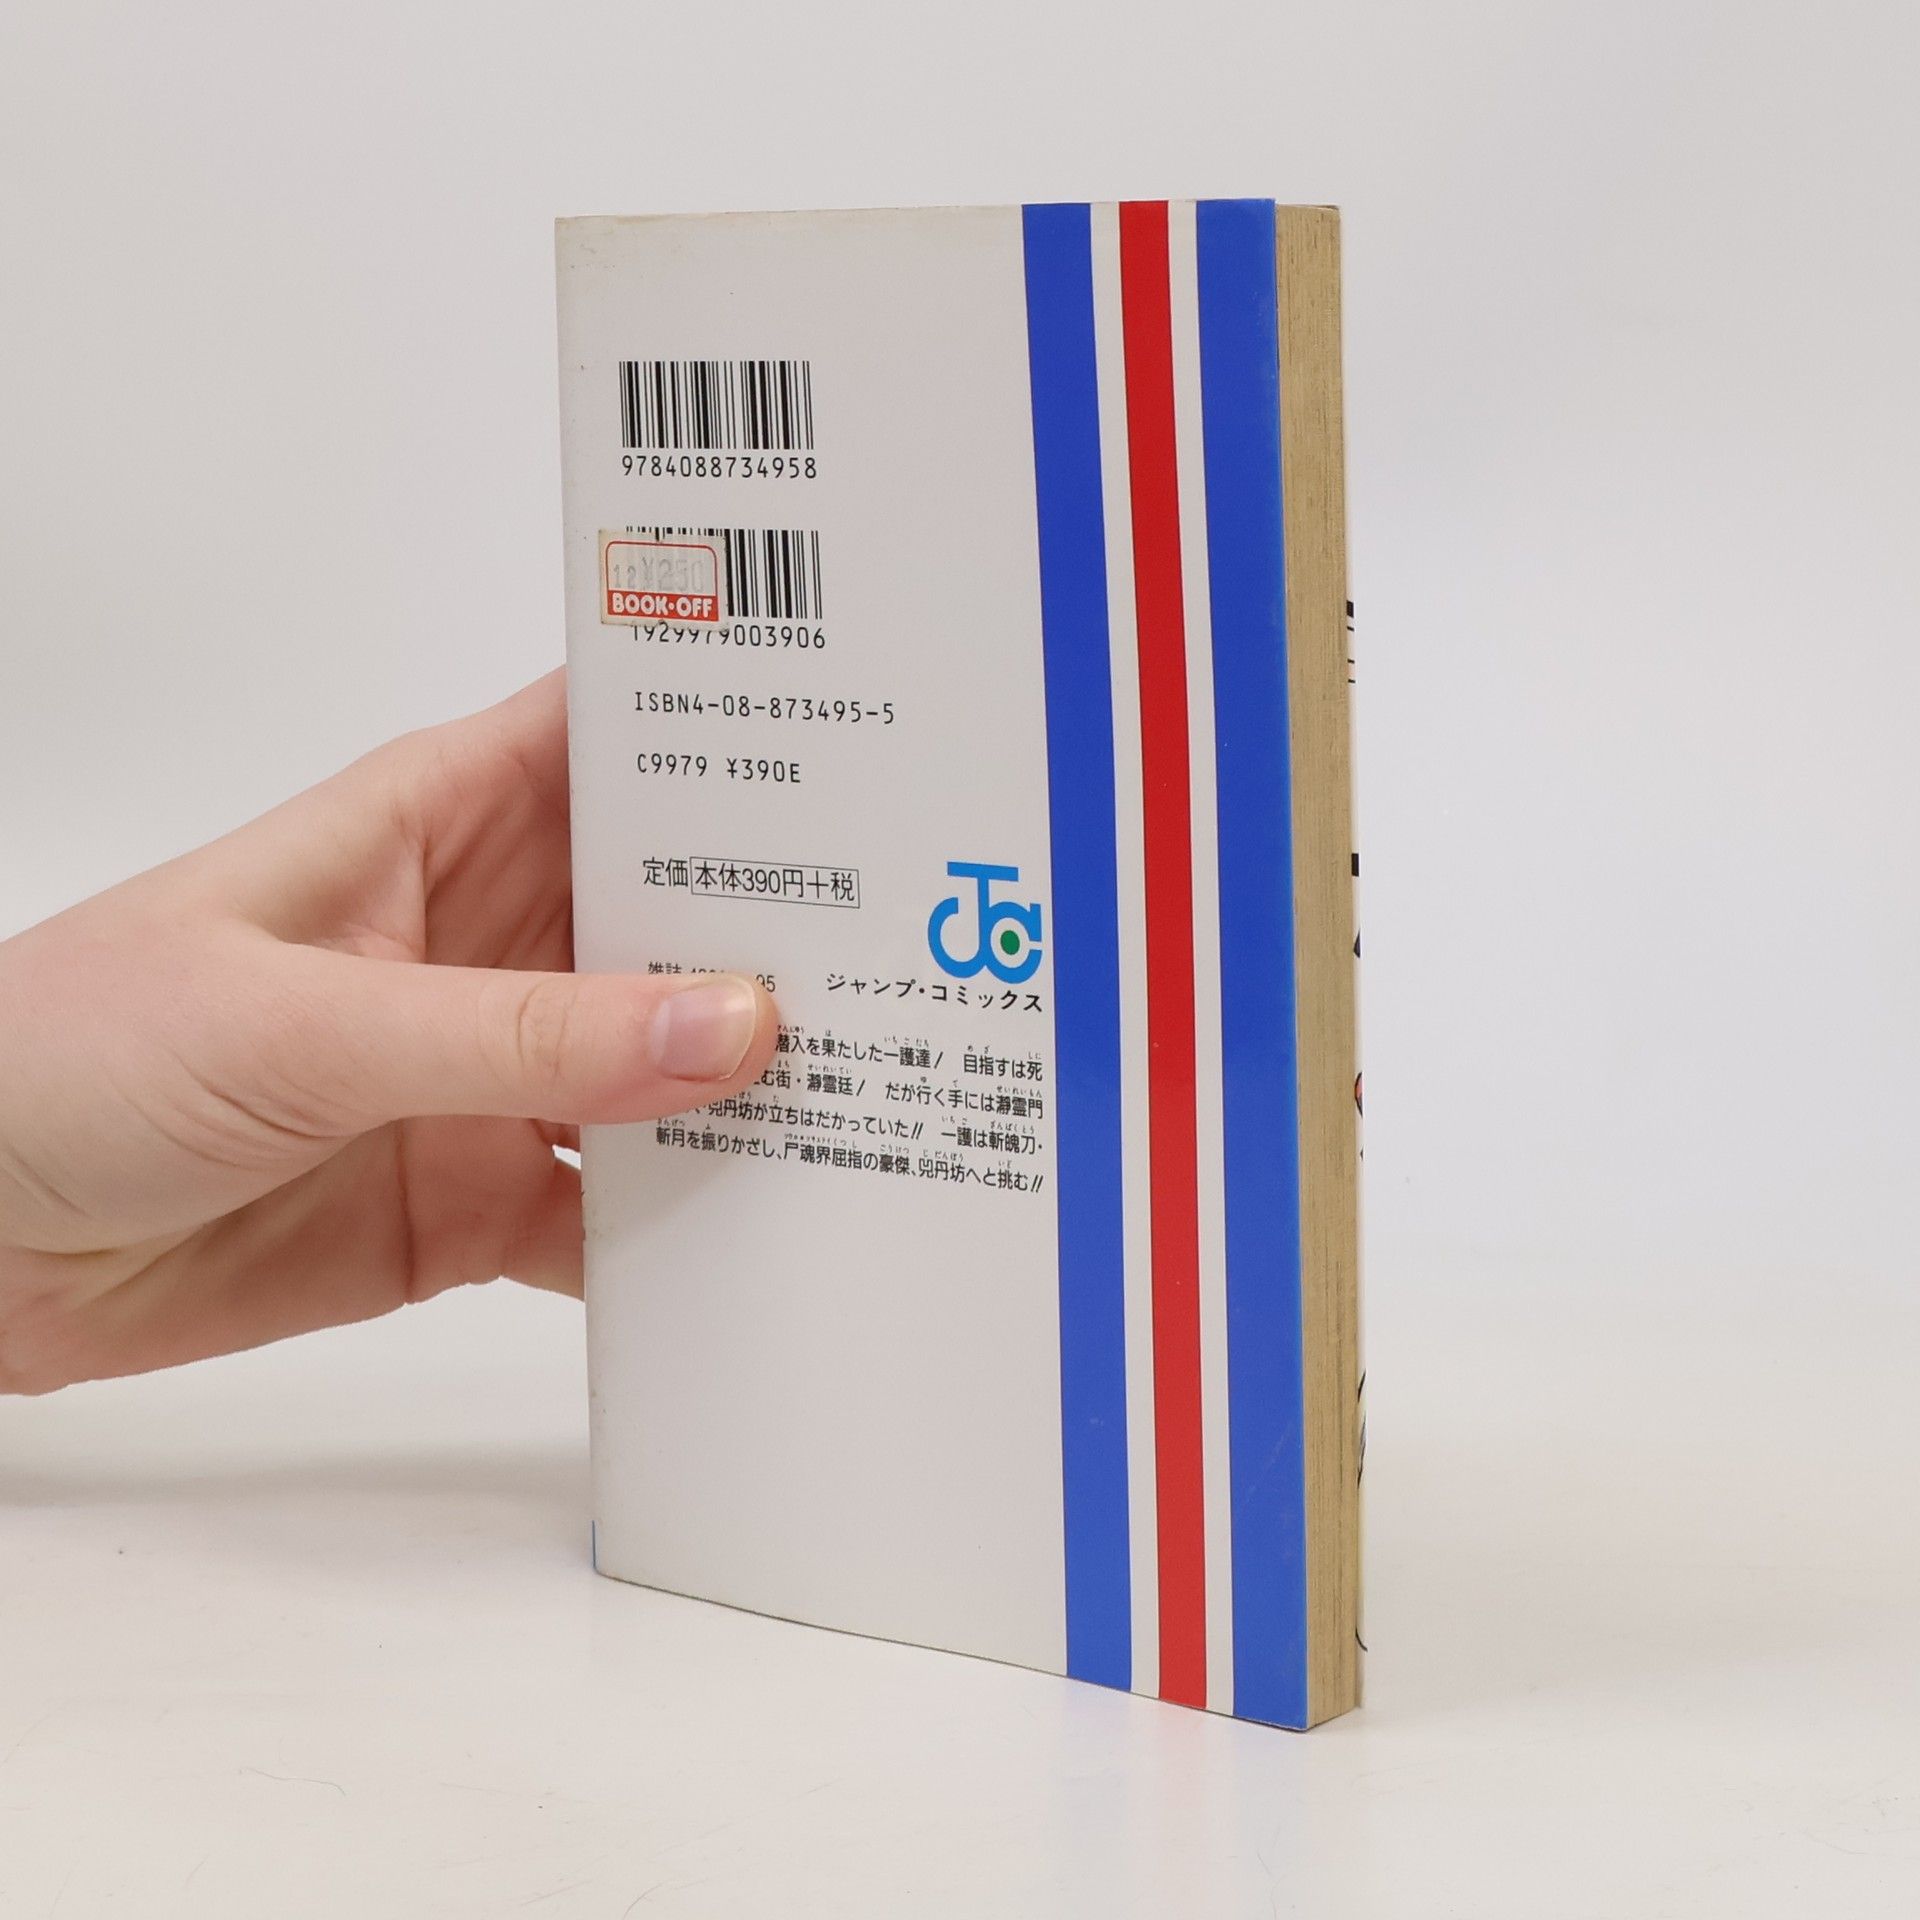 9784088734958
12 ¥250
BOOK・OFF
1929979003906
ISBN4-08-873495-5
C9979 ¥390E
定価 本体390円+税
雑誌 95
ジャンプ・コミックス
潜入を果たした一護達! 目指すは死
む街・瀞霊廷! だが行く手には瀞霊門
兕丹坊が立ちはだかっていた!! 一護は斬魄刀・
斬月を振りかざし、尸魂界屈指の豪傑、兕丹坊へと挑む!!